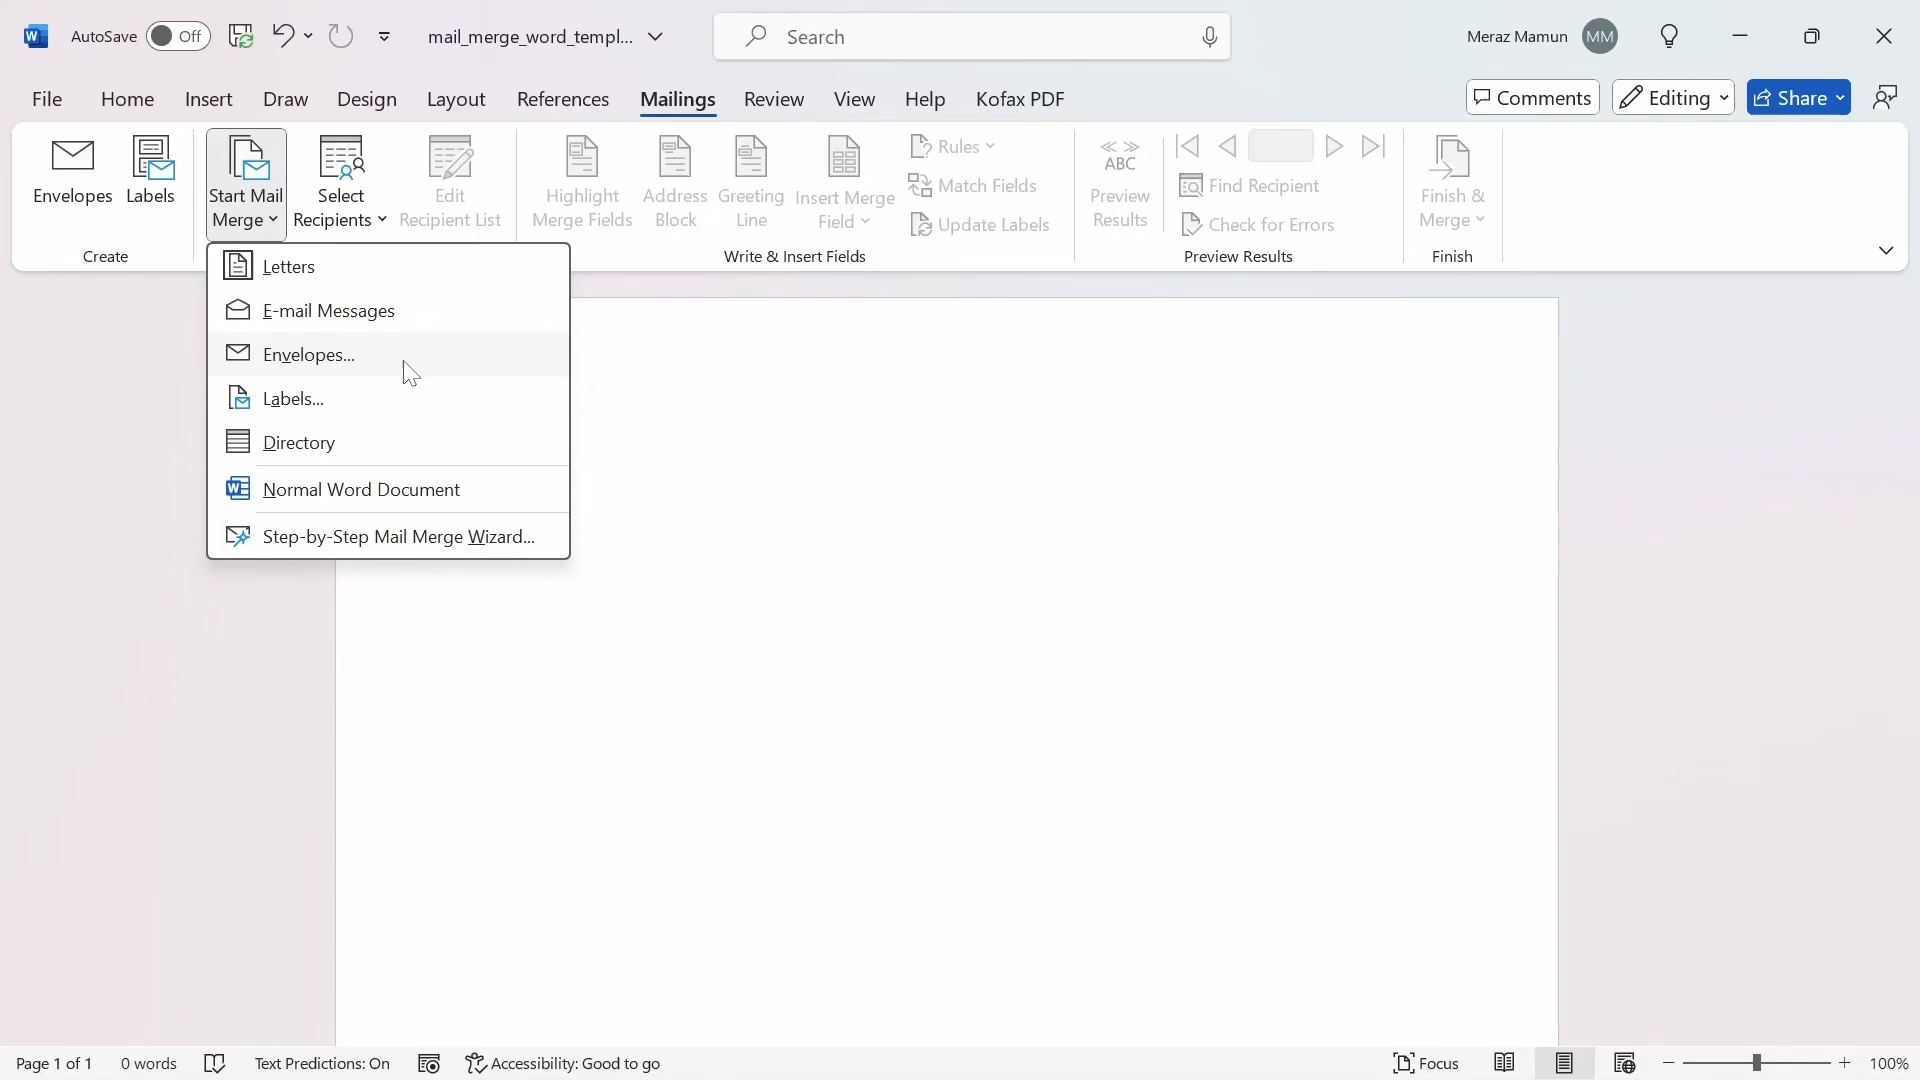 AutoSave Off mail_merge_word_templ... Search Meraz Mamun MM
File Home Insert Draw Design Layout References Mailings Review View Help Kofax PDF Comments Editing Share
Envelopes
Labels
Create
Start Mail
Merge
Select
Recipients
Edit
Recipient List
Highlight
Merge Fields
Address
Block
Greeting
Line
Insert Merge
Field
Rules
Match Fields
Update Labels
Write & Insert Fields
ABC
Preview
Results
Find Recipient
Check for Errors
Preview Results
Finish &
Merge
Finish
Letters
E-mail Messages
Envelopes...
Labels...
Directory
Normal Word Document
Step-by-Step Mail Merge Wizard...
Page 1 of 1 0 words Text Predictions: On Accessibility: Good to go Focus 100%